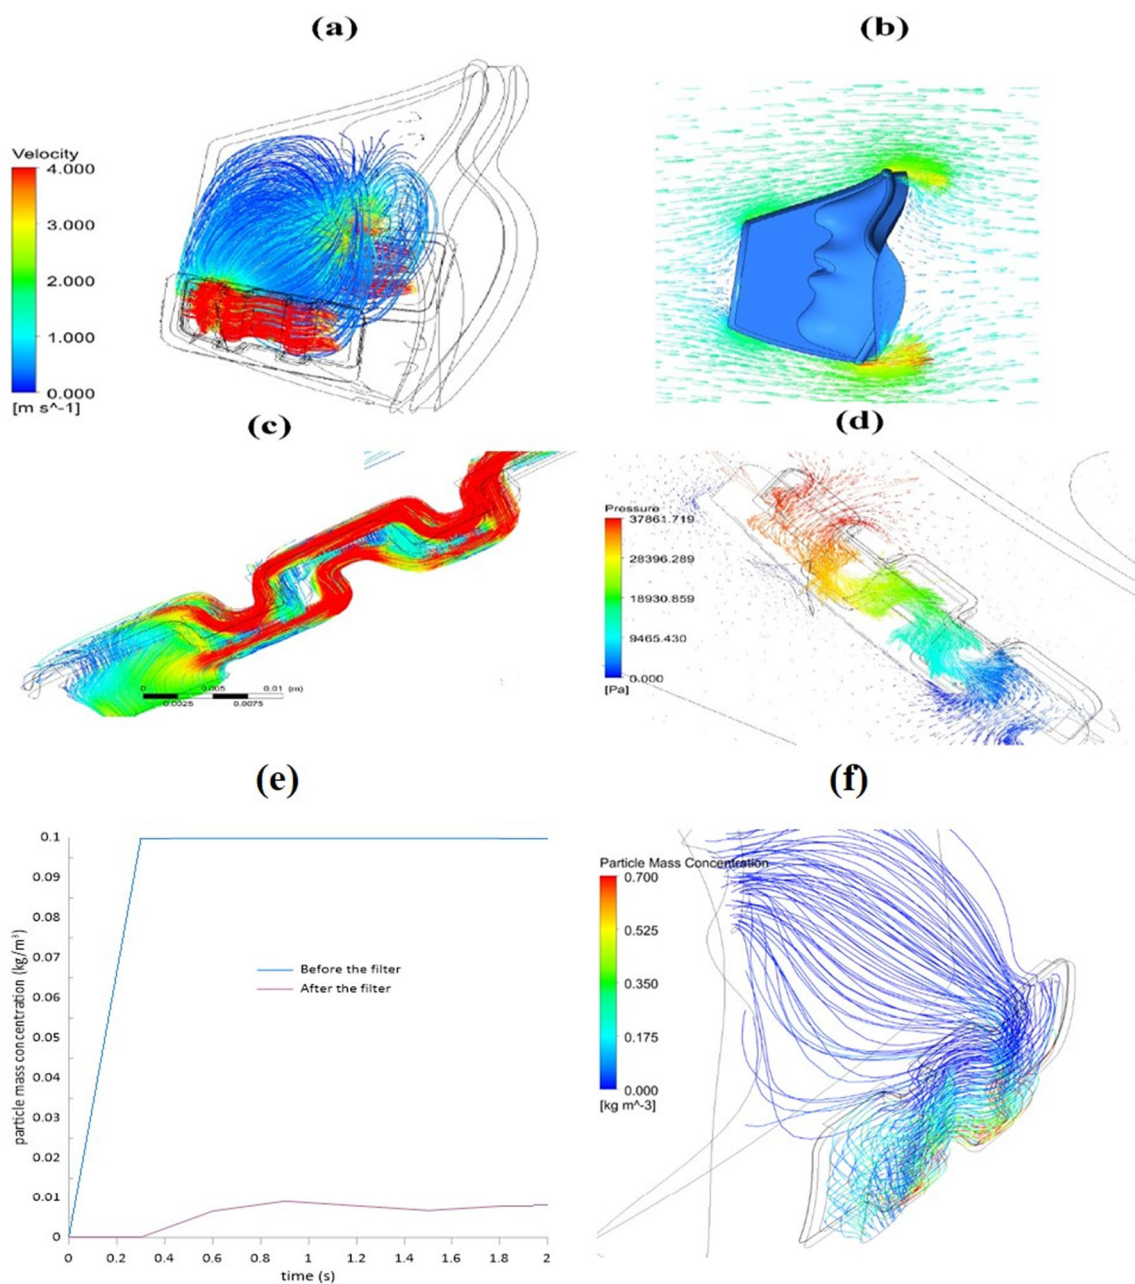 (a)
(b)
Velocity
4.000
3.000
2.000
1.000
0.000
[m s^-1]
(c)
(d)
0 0.005 0.01 (m)
0.0025 0.0075
Pressure
37861.719
28396.289
18930.859
9465.430
0.000
[Pa]
(e)
(f)
0.1
0.09
0.08
0.07
0.06
0.05
0.04
0.03
0.02
0.01
0
particle mass concentration (kg/m³)
Before the filter
After the filter
0 0.2 0.4 0.6 0.8 1 1.2 1.4 1.6 1.8 2
time (s)
Particle Mass Concentration
0.700
0.525
0.350
0.175
0.000
[kg m^-3]